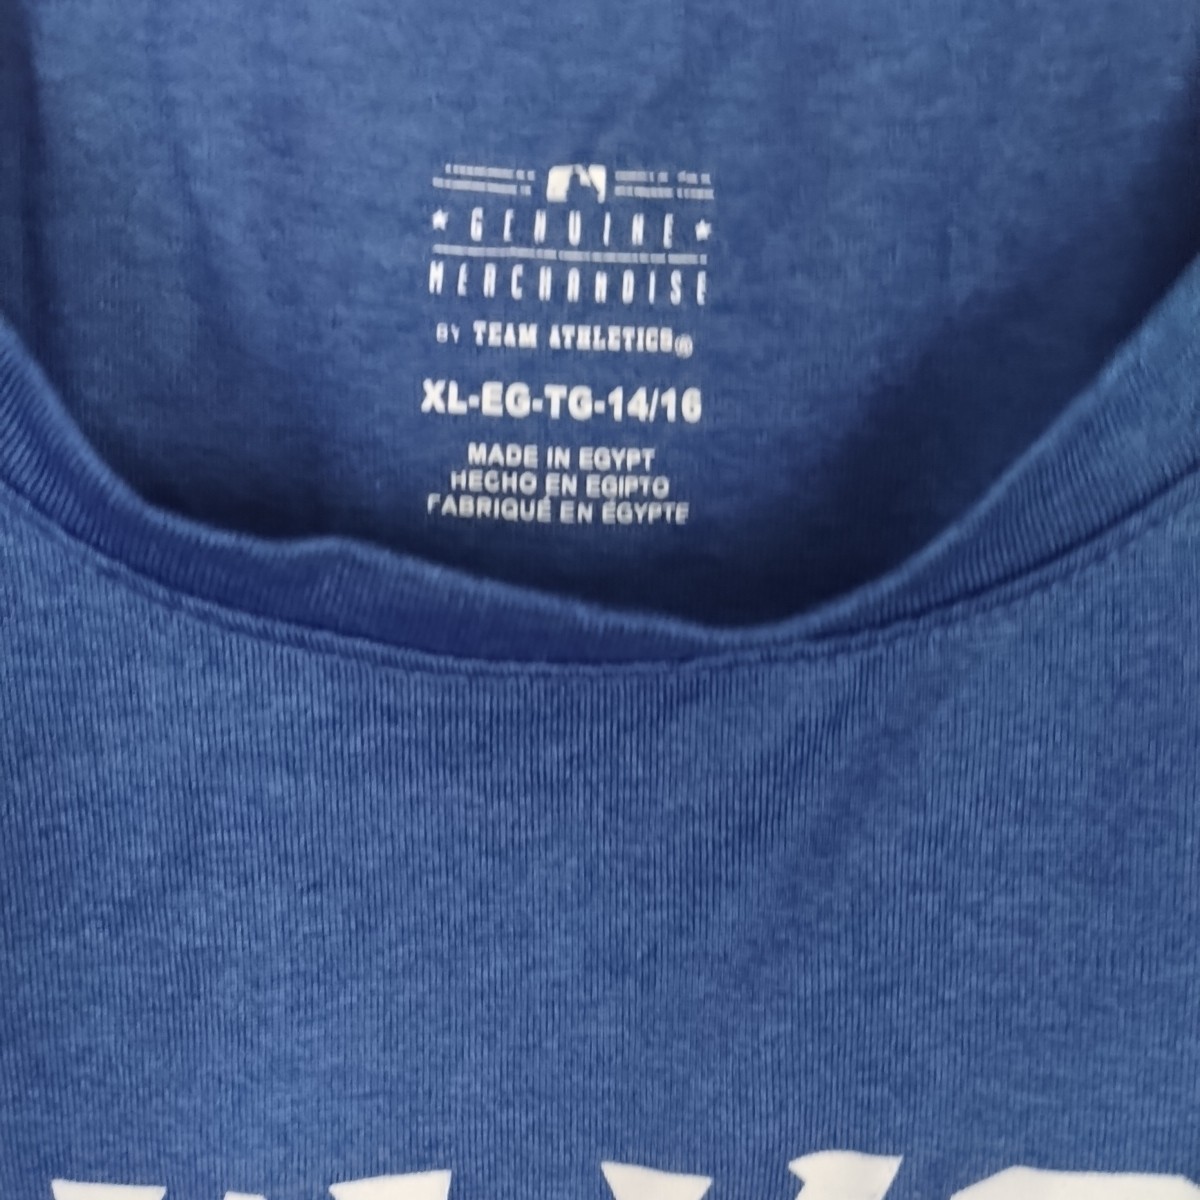 GENUINE
MERCHANDISE
BY TEAM ATHLETICS®
XL-EG-TG-14/16
MADE IN EGYPT
HECHO EN EGIPTO
FABRIQUÉ EN ÉGYPTE